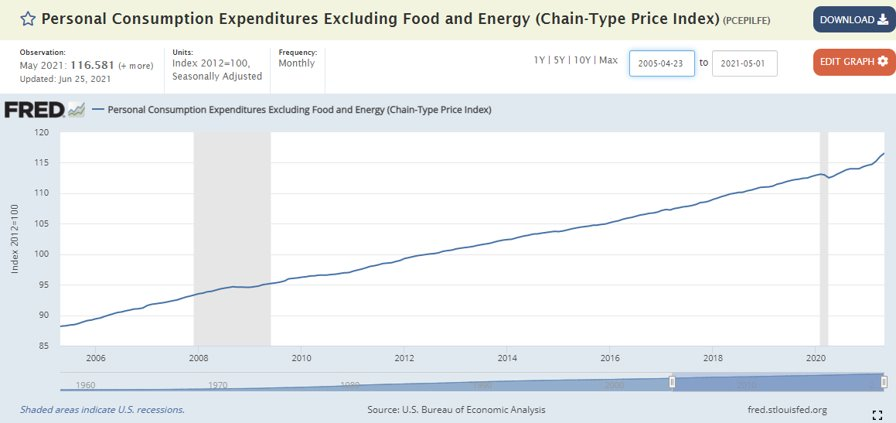 Personal Consumption Expenditures Excluding Food and Energy (Chain-Type Price Index) (PCEPILFE)
DOWNLOAD
Observation:
May 2021: 116.581 (+ more)
Updated: Jun 25, 2021
Units:
Index 2012=100,
Seasonally Adjusted
Frequency:
Monthly
1Y | 5Y | 10Y | Max
2005-04-23 to 2021-05-01
EDIT GRAPH
FRED
Personal Consumption Expenditures Excluding Food and Energy (Chain-Type Price Index)
Index 2012=100
120
115
110
105
100
95
90
85
2006 2008 2010 2012 2014 2016 2018 2020
1960 1970 1980 1990 2000 2010
Shaded areas indicate U.S. recessions.
Source: U.S. Bureau of Economic Analysis
fred.stlouisfed.org